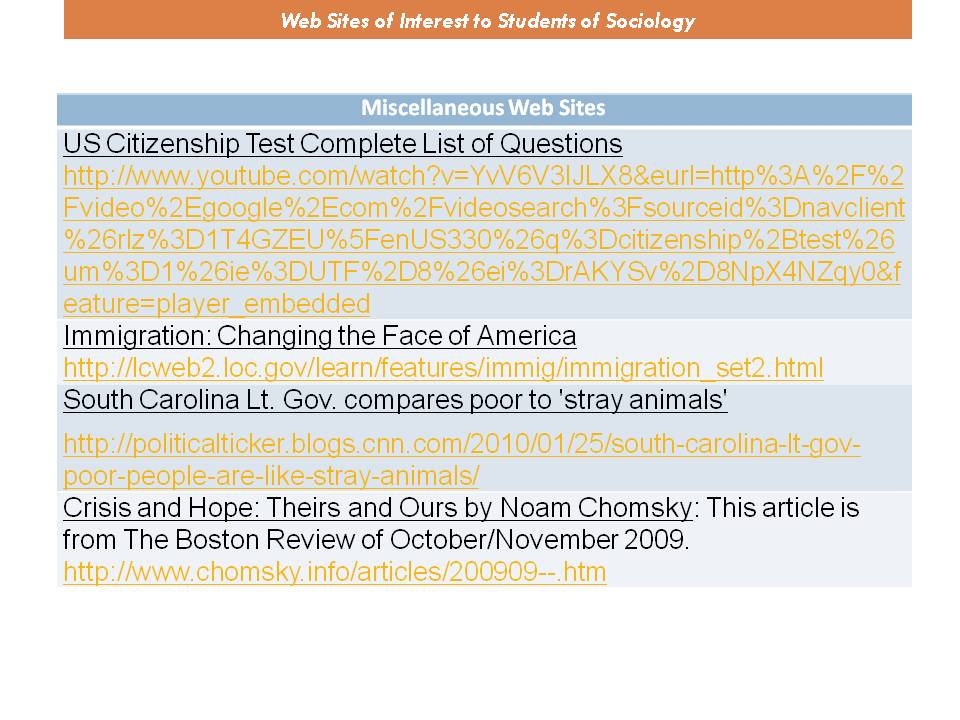 Web Sites of Interest to Students of Sociology
Miscellaneous Web Sites
US Citizenship Test Complete List of Questions
http://www.youtube.com/watch?v=YvV6V3IJLX8&eurl=http%3A%2F%2
Fvideo%2Egoogle%2Ecom%2Fvideosearch%3Fsourceid%3Dnavclient
%26rlz%3D1T4GZEU%5FenUS330%26q%3Dcitizenship%2Btest%26
um%3D1%26ie%3DUTF%2D8%26ei%3DrAKYSv%2D8NpX4NZqy0&f
eature=player_embedded
Immigration: Changing the Face of America
http://lcweb2.loc.gov/learn/features/immig/immigration_set2.html
South Carolina Lt. Gov. compares poor to 'stray animals'
http://politicalticker.blogs.cnn.com/2010/01/25/south-carolina-lt-gov-
poor-people-are-like-stray-animals/
Crisis and Hope: Theirs and Ours by Noam Chomsky: This article is
from The Boston Review of October/November 2009.
http://www.chomsky.info/articles/200909--.htm